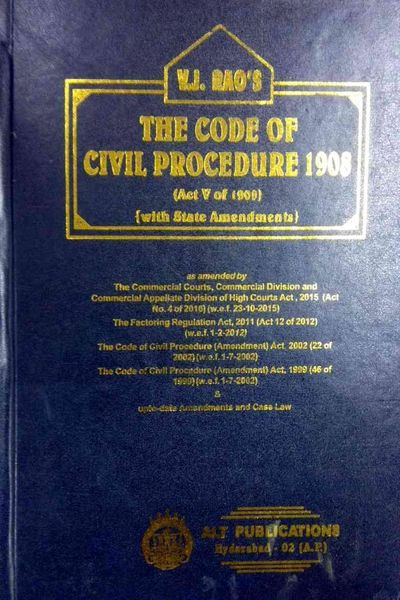 V.J. RAO'S
THE CODE OF
CIVIL PROCEDURE 1908
(Act V of 1908)
{with State Amendments}
as amended by
The Commercial Courts, Commercial Division and
Commercial Appellate Division of High Courts Act, 2015 (Act
No. 4 of 2016) (w.e.f. 23-10-2015)
The Factoring Regulation Act, 2011 (Act 12 of 2012)
(w.e.f. 1-2-2012)
The Code of Civil Procedure (Amendment) Act, 2002 (22 of
2002) (w.e.f. 1-7-2002)
The Code of Civil Procedure (Amendment) Act, 1999 (46 of
1999) (w.e.f. 1-7-2002)
&
upto-date Amendments and Case Law
ALT PUBLICATIONS
Hyderabad - 02 (A.P.)